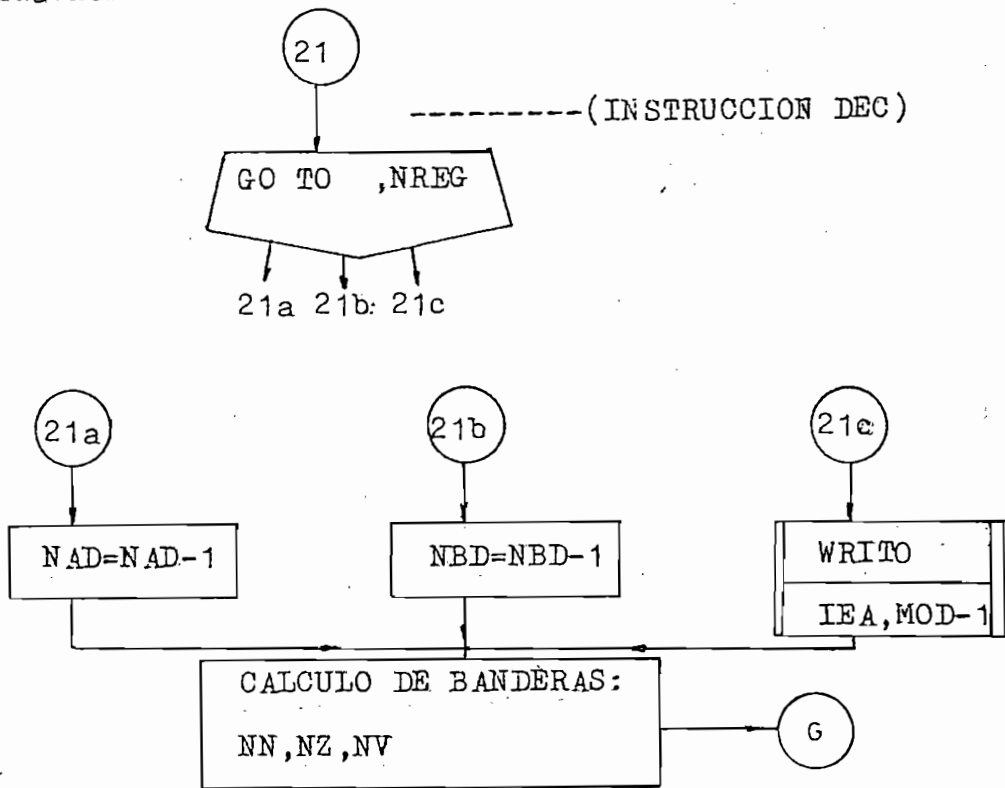 21
---------(INSTRUCCION DEC)
GO TO ,NREG
21a 21b: 21c
21a 21b 21c
NAD=NAD-1 NBD=NBD-1 WRITO
IEA,MOD-1
CALCULO DE BANDERAS:
NN,NZ,NV
G